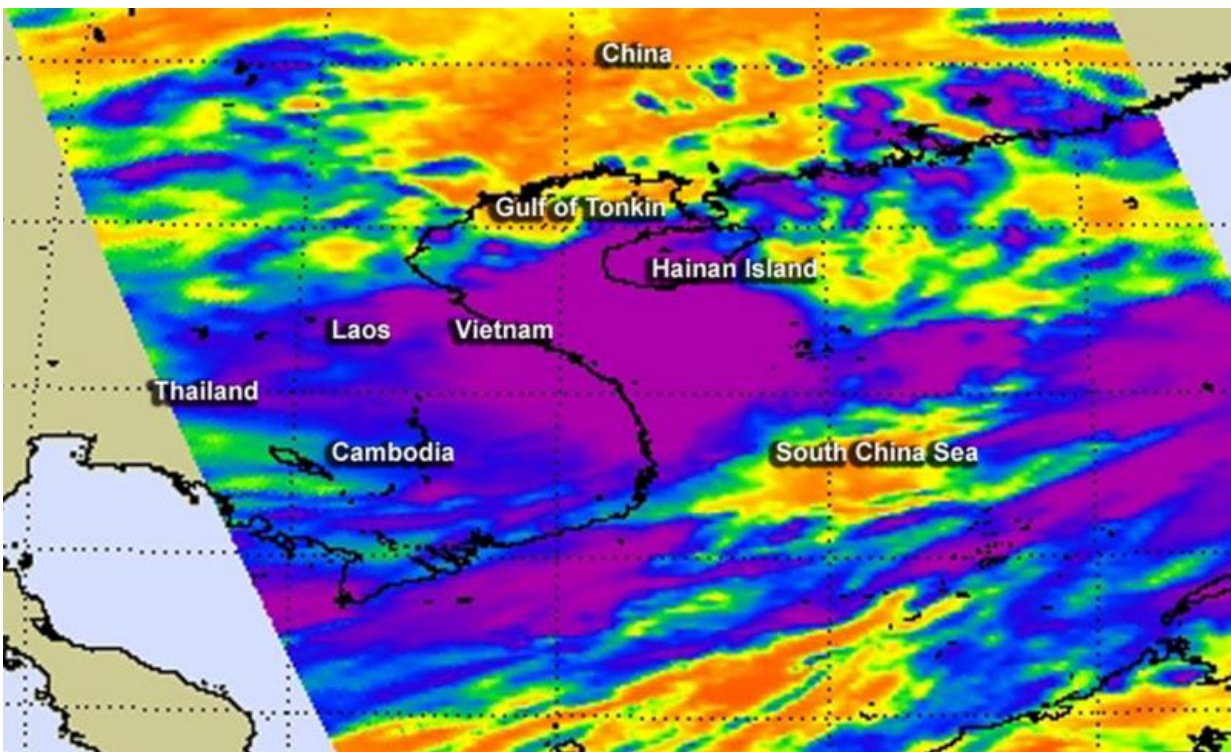 China
Gulf of Tonkin
Hainan Island
Laos
Vietnam
Thailand
Cambodia
South China Sea